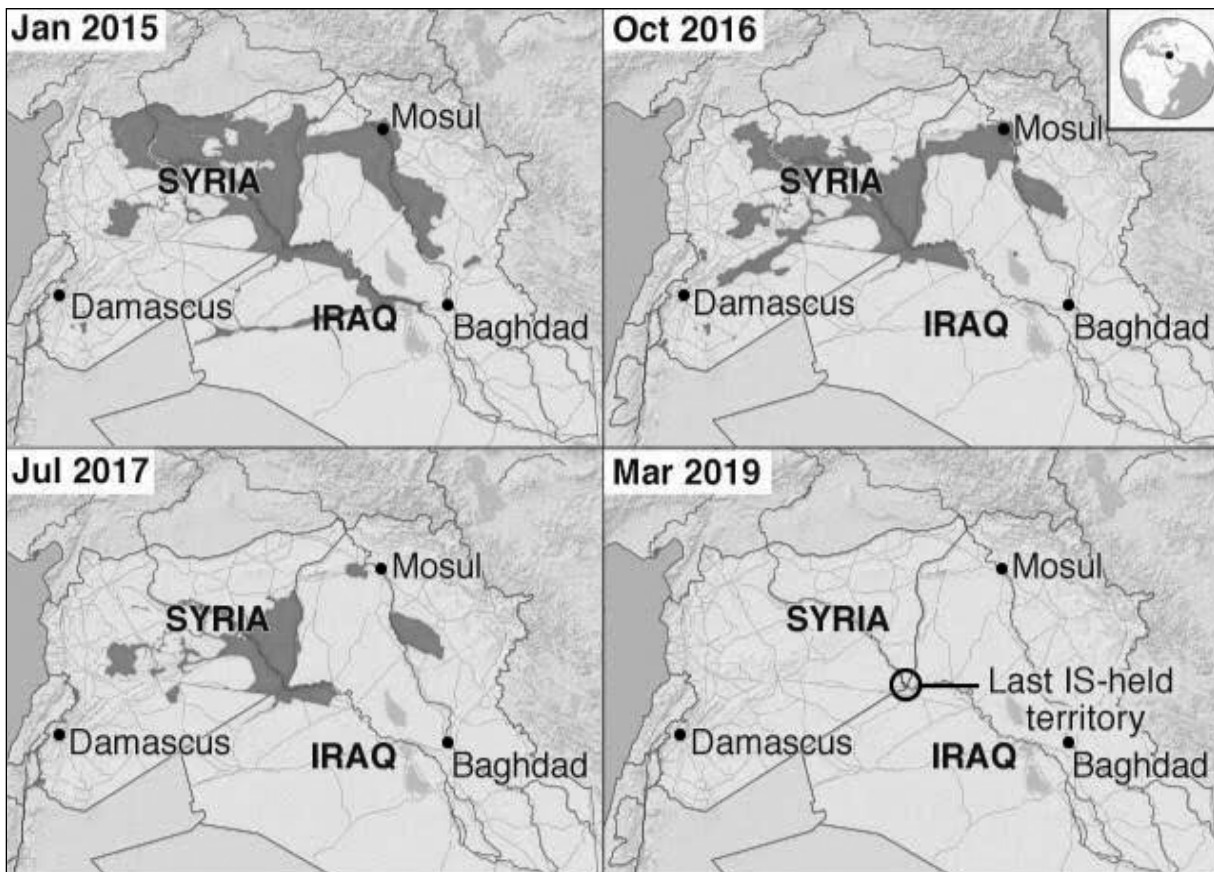 Jan 2015
Mosul
SYRIA
Damascus
IRAQ
Baghdad
Oct 2016
Mosul
SYRIA
Damascus
IRAQ
Baghdad
Jul 2017
Mosul
SYRIA
Damascus
IRAQ
Baghdad
Mar 2019
Mosul
SYRIA
Last IS-held
territory
Damascus
IRAQ
Baghdad